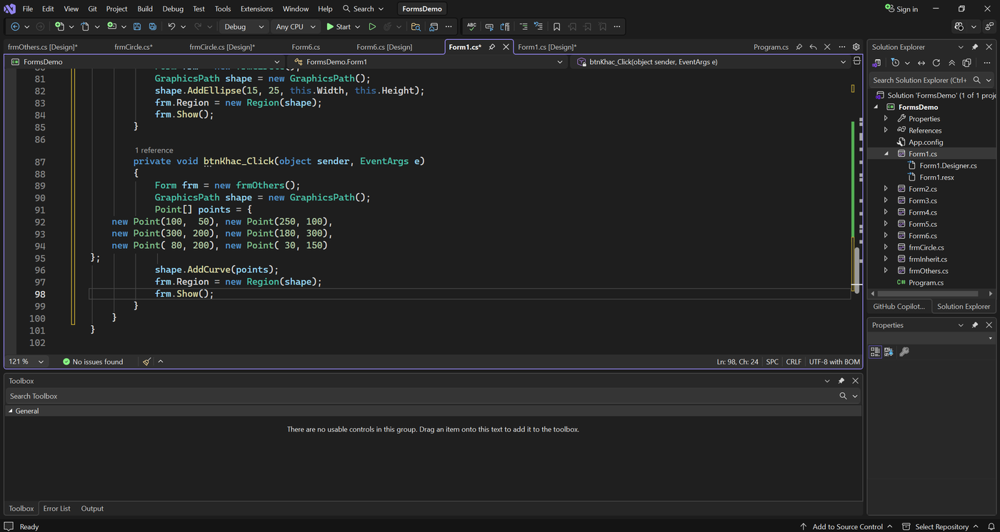 File Edit View Git Project Build Debug Test Tools Extensions Window Help Search FormsDemo Sign in
Debug Any CPU Start
frmOthers.cs [Design]* frmCircle.cs* frmCircle.cs [Design]* Form6.cs Form6.cs [Design] Form1.cs* Form1.cs [Design]* Program.cs
FormsDemo FormsDemo.Form1 btnKhac_Click(object sender, EventArgs e)
81 GraphicsPath shape = new GraphicsPath();
82 shape.AddEllipse(15, 25, this.Width, this.Height);
83 frm.Region = new Region(shape);
84 frm.Show();
85 }
86
1 reference
87 private void btnKhac_Click(object sender, EventArgs e)
88 {
89 Form frm = new frmOthers();
90 GraphicsPath shape = new GraphicsPath();
91 Point[] points = {
92 new Point(100,  50), new Point(250, 100),
93 new Point(300, 200), new Point(180, 300),
94 new Point( 80, 200), new Point( 30, 150)
95 };
96 shape.AddCurve(points);
97 frm.Region = new Region(shape);
98 frm.Show();
99 }
100 }
101 }
102
121 % No issues found Ln: 98, Ch: 24 SPC CRLF UTF-8 with BOM
Toolbox
Search Toolbox
General
There are no usable controls in this group. Drag an item onto this text to add it to the toolbox.
Toolbox Error List Output
Solution Explorer
Search Solution Explorer (Ctrl+
Solution 'FormsDemo' (1 of 1 proje
FormsDemo
Properties
References
App.config
Form1.cs
Form1.Designer.cs
Form1.resx
Form2.cs
Form3.cs
Form4.cs
Form5.cs
Form6.cs
frmCircle.cs
frmInherit.cs
frmOthers.cs
C# Program.cs
GitHub Copilot... Solution Explorer
Properties
Ready Add to Source Control Select Repository